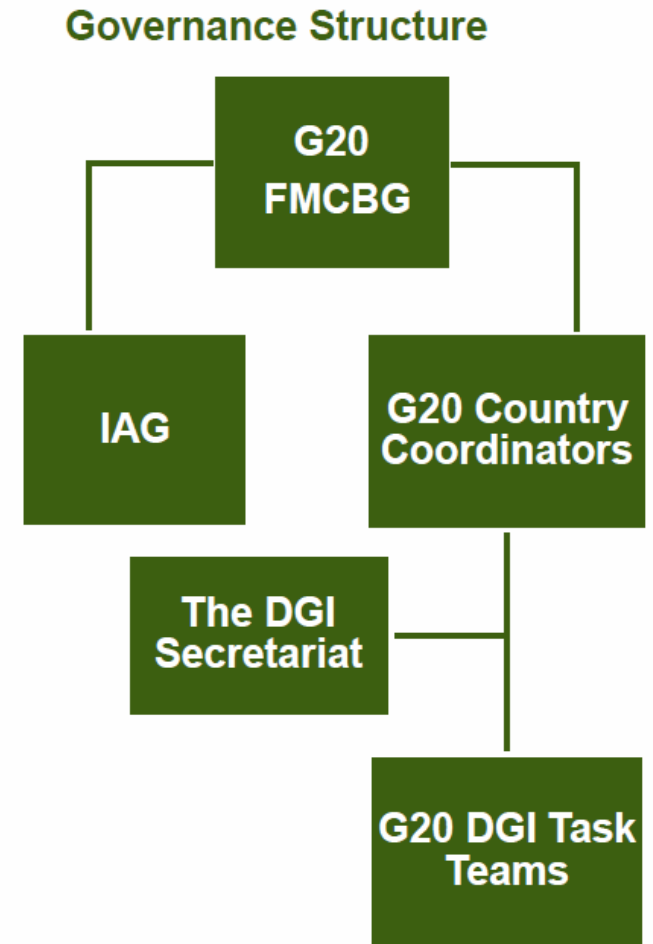 Governance Structure
G20
FMCBG
IAG
G20 Country
Coordinators
The DGI
Secretariat
G20 DGI Task
Teams